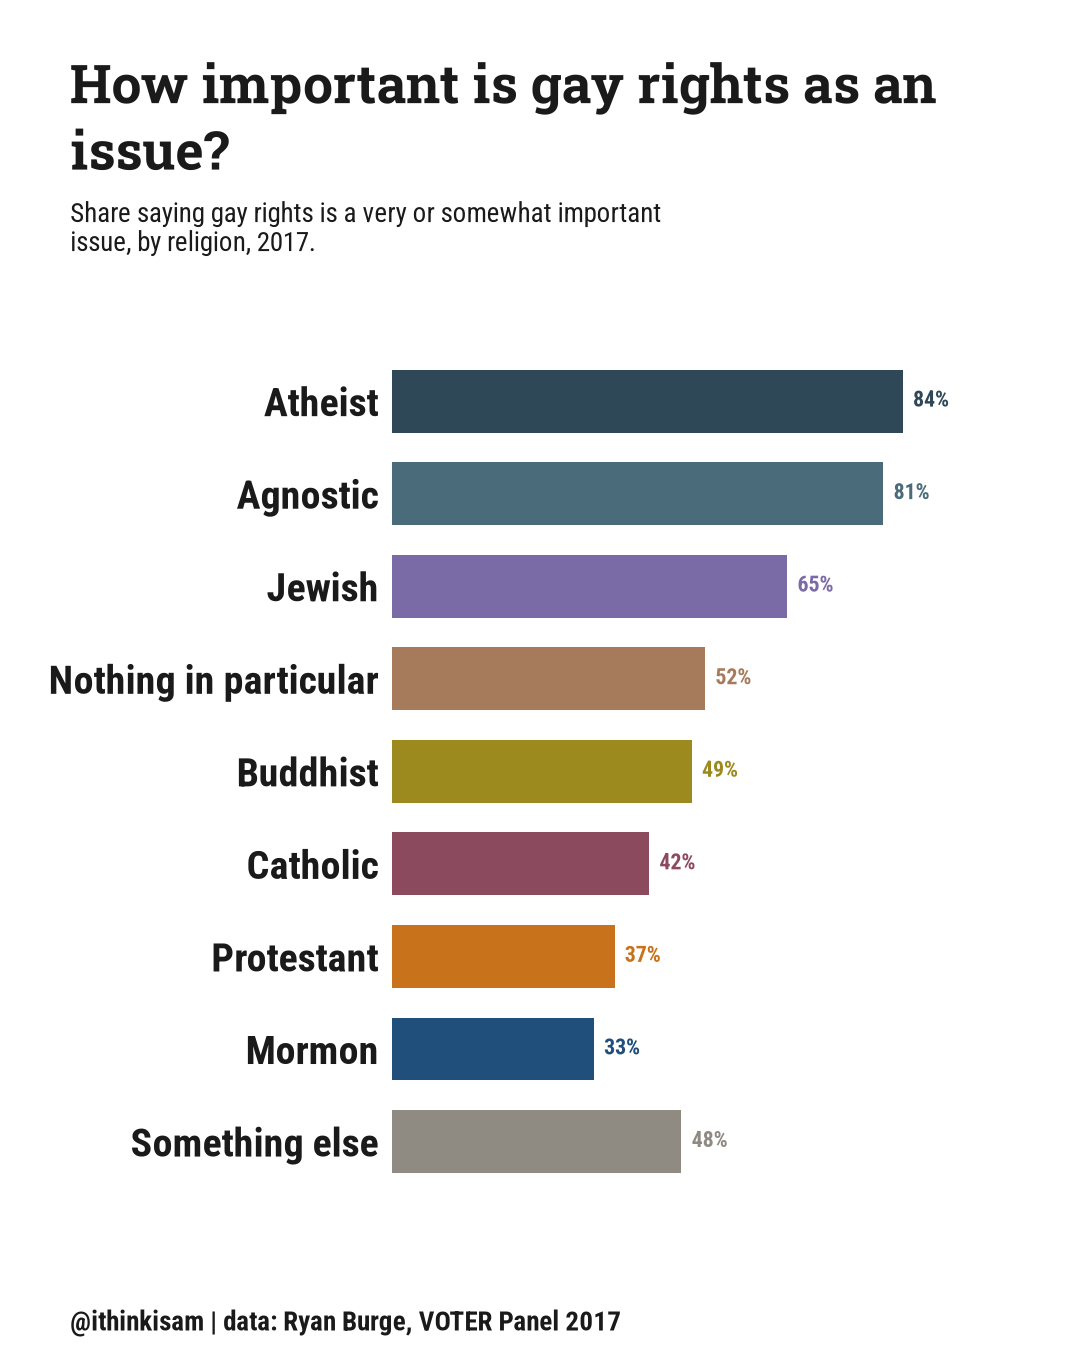 How important is gay rights as an
issue?
Share saying gay rights is a very or somewhat important
issue, by religion, 2017.
Atheist 84%
Agnostic 81%
Jewish 65%
Nothing in particular 52%
Buddhist 49%
Catholic 42%
Protestant 37%
Mormon 33%
Something else 48%
@ithinkisam | data: Ryan Burge, VOTER Panel 2017